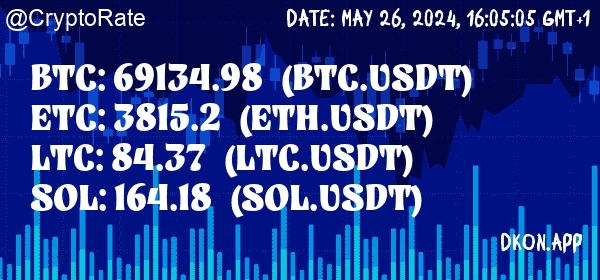 @CryptoRate
DATE: MAY 26, 2024, 16:05:05 GMT+1
BTC: 69134.98 (BTC.USDT)
ETC: 3815.2 (ETH.USDT)
LTC: 84.37 (LTC.USDT)
SOL: 164.18 (SOL.USDT)
DKON.APP